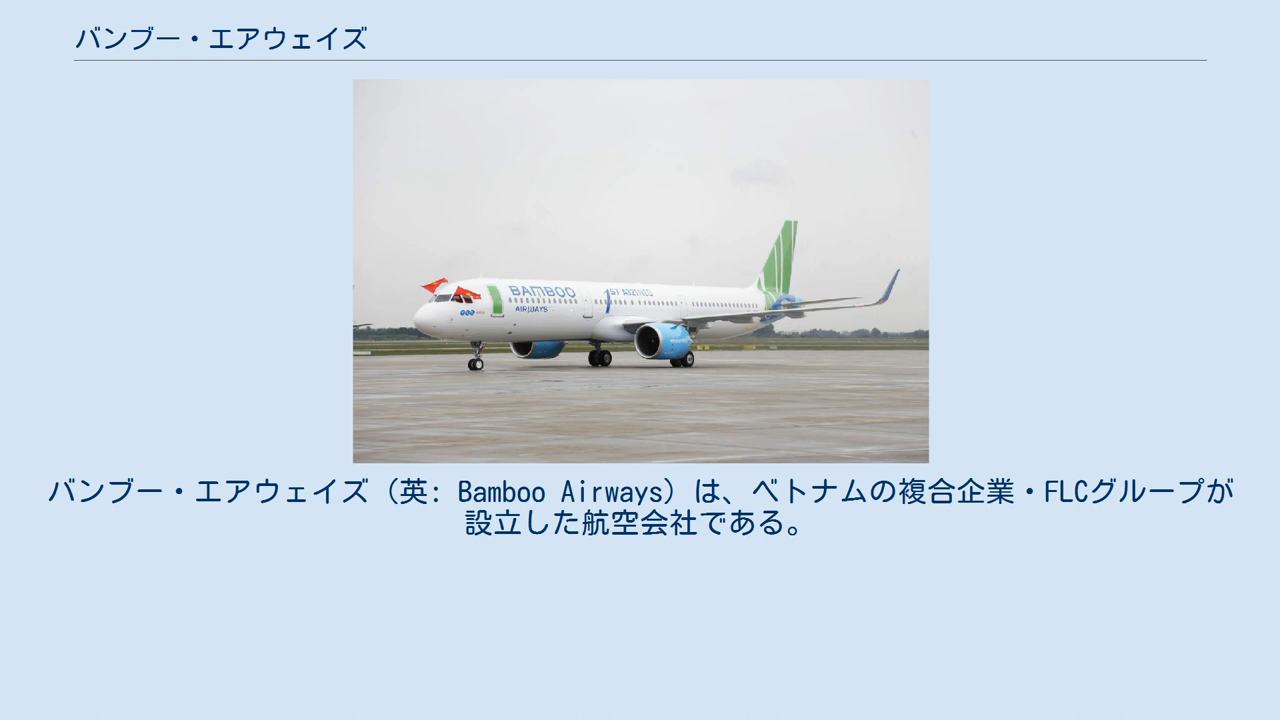 バンブー・エアウェイズ
BAMBOO
AIRWAYS
1ST A321NEO
バンブー・エアウェイズ（英: Bamboo Airways）は、ベトナムの複合企業・FLCグループが
設立した航空会社である。